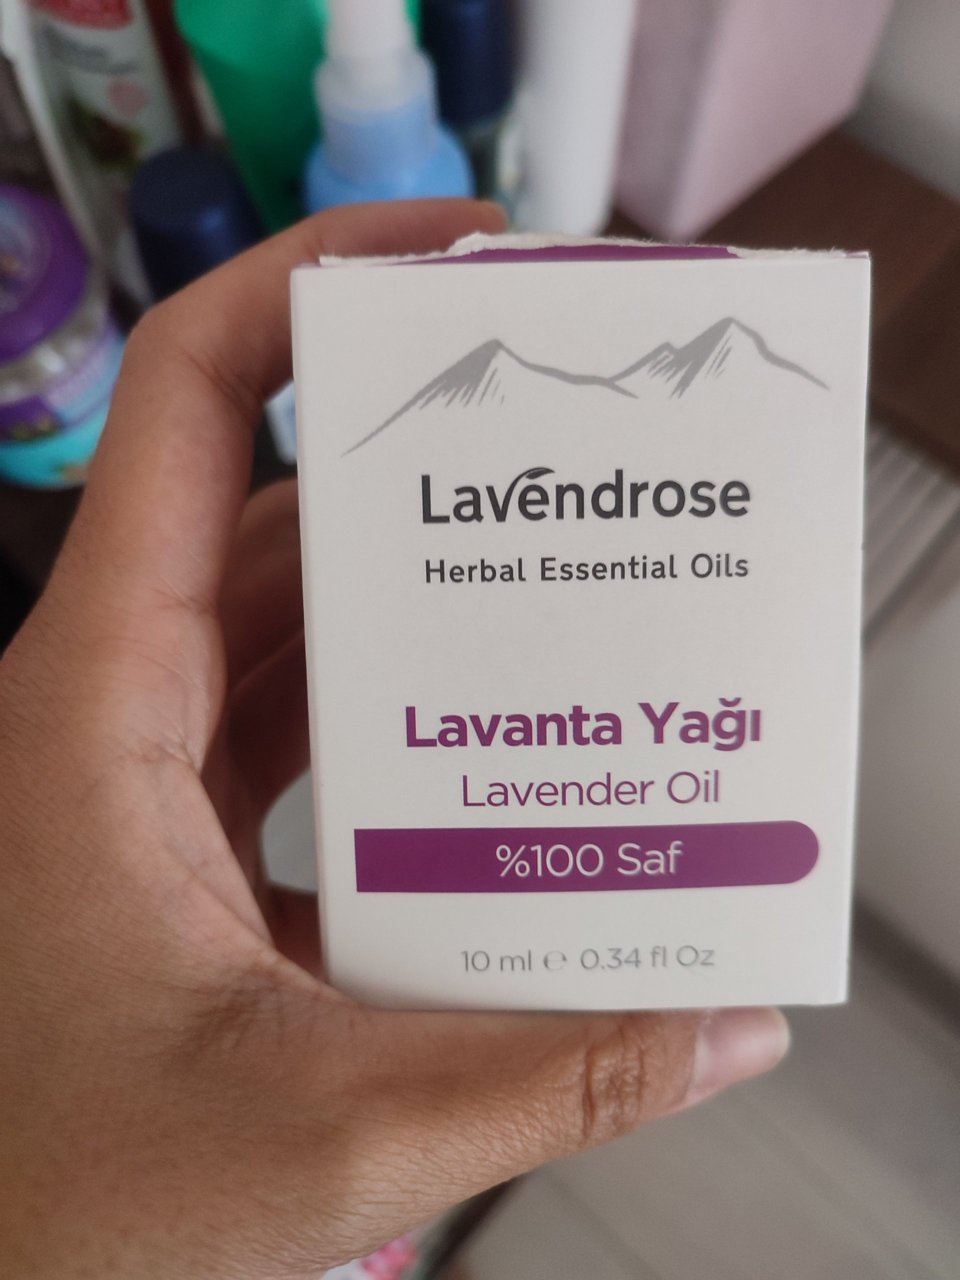 Lavendrose
Herbal Essential Oils
Lavanta Yağı
Lavender Oil
%100 Saf
10 ml ℮ 0.34 fl Oz